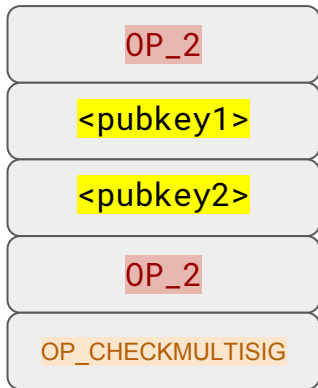 OP_2
<pubkey1>
<pubkey2>
OP_2
OP_CHECKMULTISIG